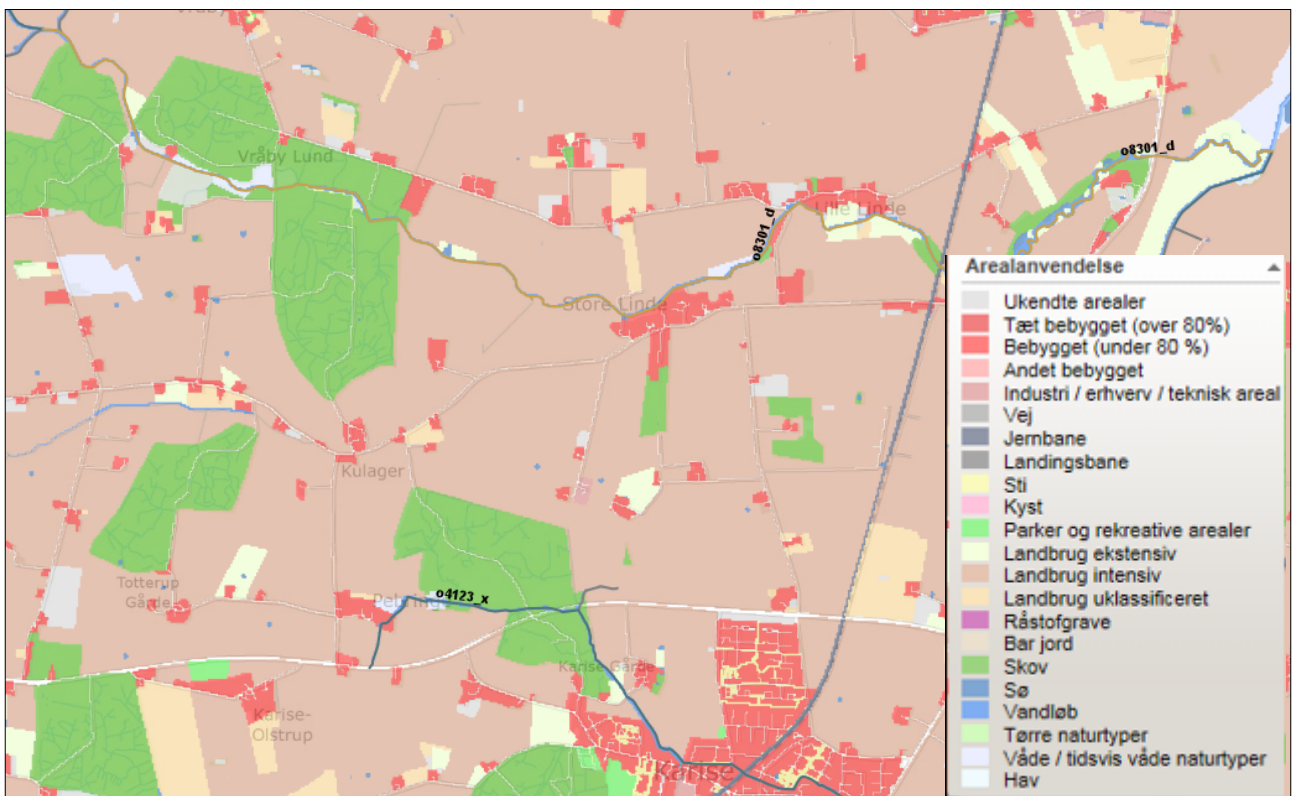 Vråby
Vråby Lund
o8301_d
o8301_d
Lille Linde
Store Linde
Kulager
Totterup
Gårde
o4123_x
Karise Gårde
Karise-
Olstrup
Karise
Arealanvendelse
Ukendte arealer
Tæt bebygget (over 80%)
Bebygget (under 80 %)
Andet bebygget
Industri / erhverv / teknisk areal
Vej
Jernbane
Landingsbane
Sti
Kyst
Parker og rekreative arealer
Landbrug ekstensiv
Landbrug intensiv
Landbrug uklassificeret
Råstofgrave
Bar jord
Skov
Sø
Vandløb
Tørre naturtyper
Våde / tidsvis våde naturtyper
Hav